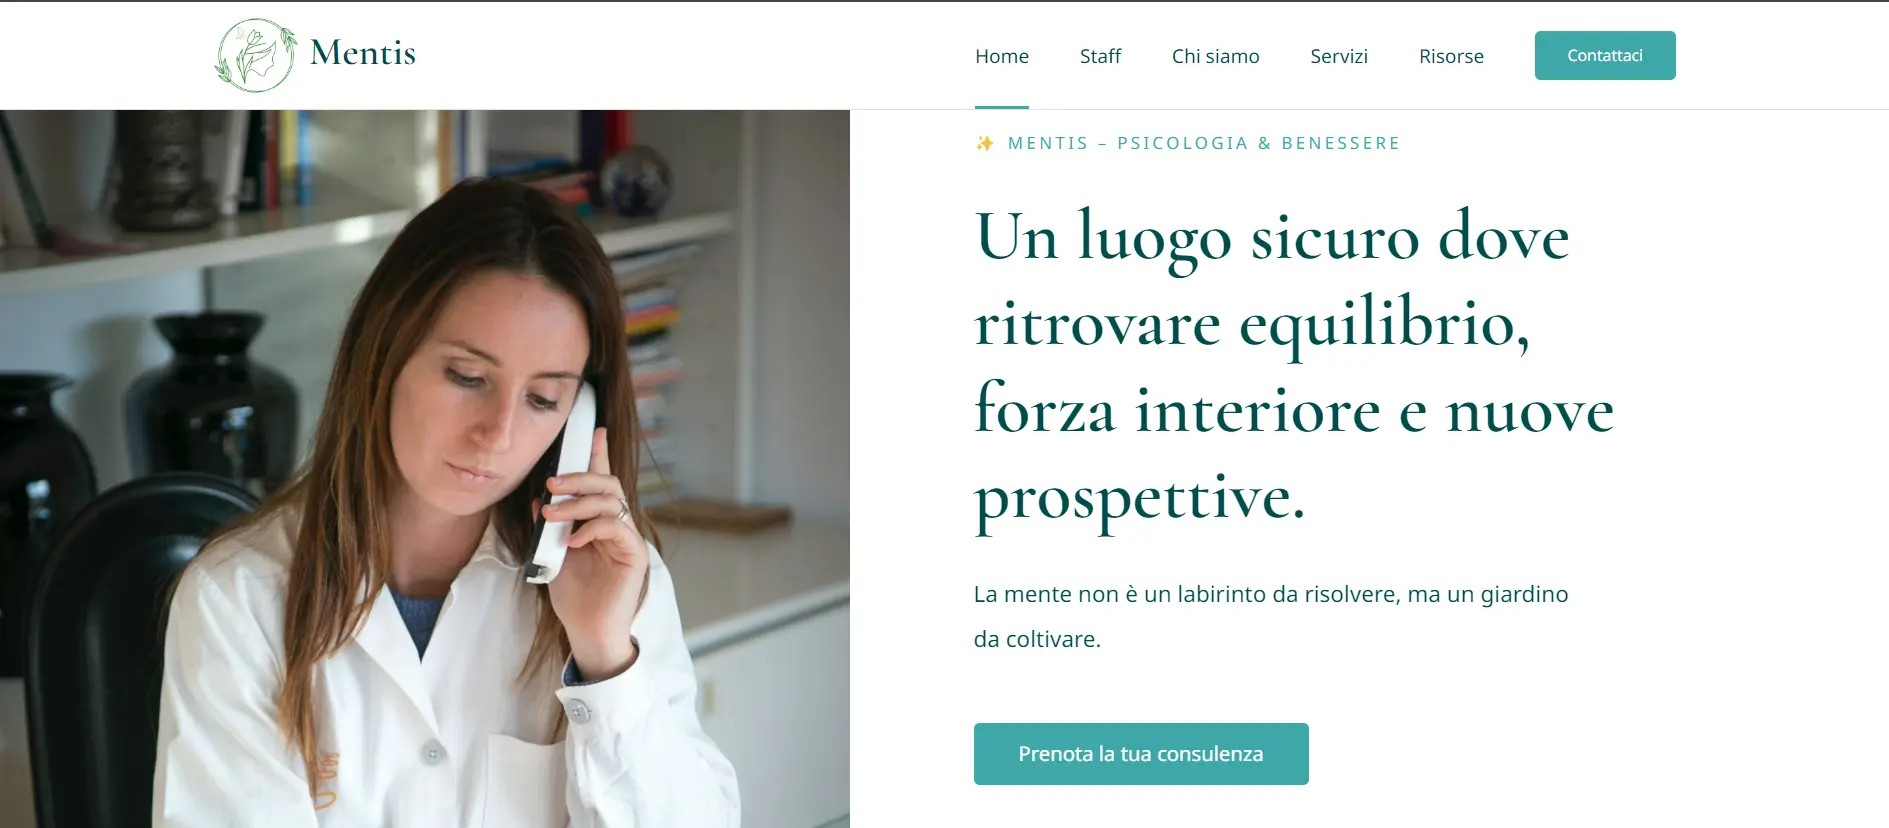 Mentis
Home
Staff
Chi siamo
Servizi
Risorse
Contattaci
✨ MENTIS – PSICOLOGIA & BENESSERE
Un luogo sicuro dove
ritrovare equilibrio,
forza interiore e nuove
prospettive.
La mente non è un labirinto da risolvere, ma un giardino
da coltivare.
Prenota la tua consulenza